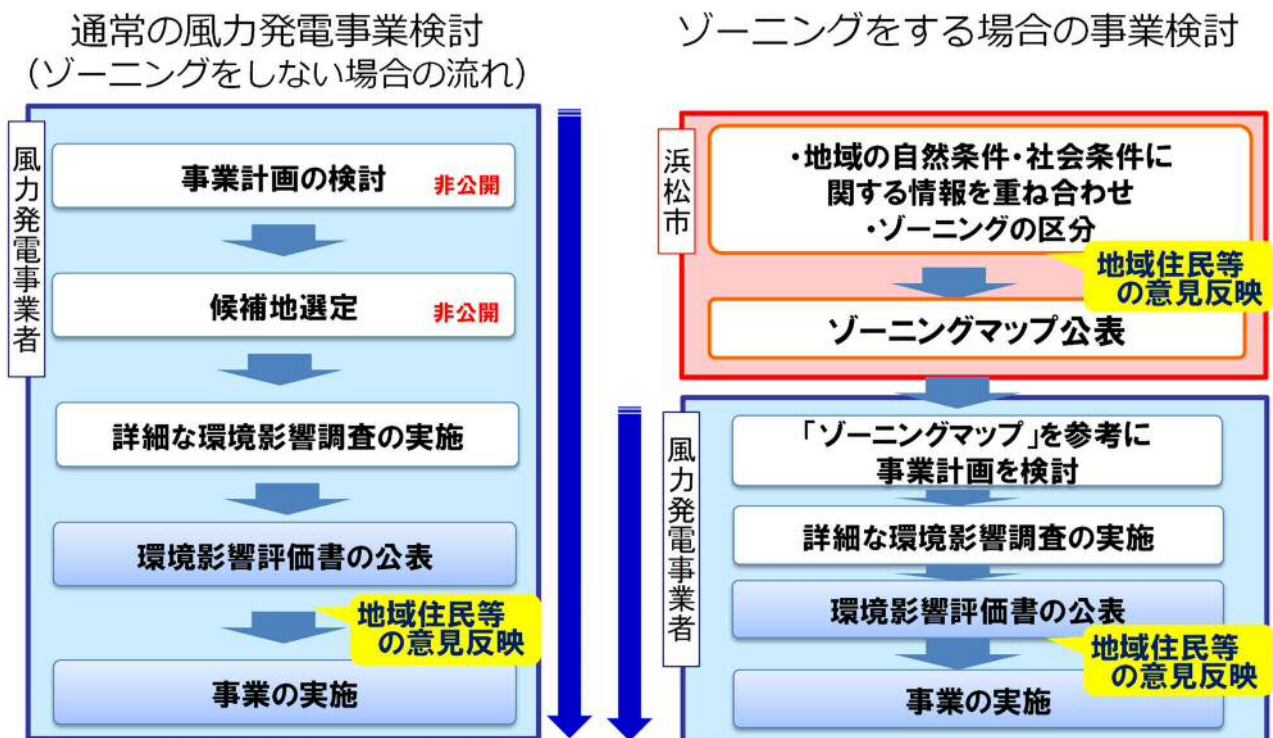 通常の風力発電事業検討
（ゾーニングをしない場合の流れ）
風力発電事業者
事業計画の検討 非公開
候補地選定 非公開
詳細な環境影響調査の実施
環境影響評価書の公表
地域住民等
の意見反映
事業の実施
ゾーニングをする場合の事業検討
浜松市
・地域の自然条件・社会条件に
関する情報を重ね合わせ
・ゾーニングの区分
地域住民等
の意見反映
ゾーニングマップ公表
風力発電事業者
「ゾーニングマップ」を参考に
事業計画を検討
詳細な環境影響調査の実施
環境影響評価書の公表
地域住民等
の意見反映
事業の実施